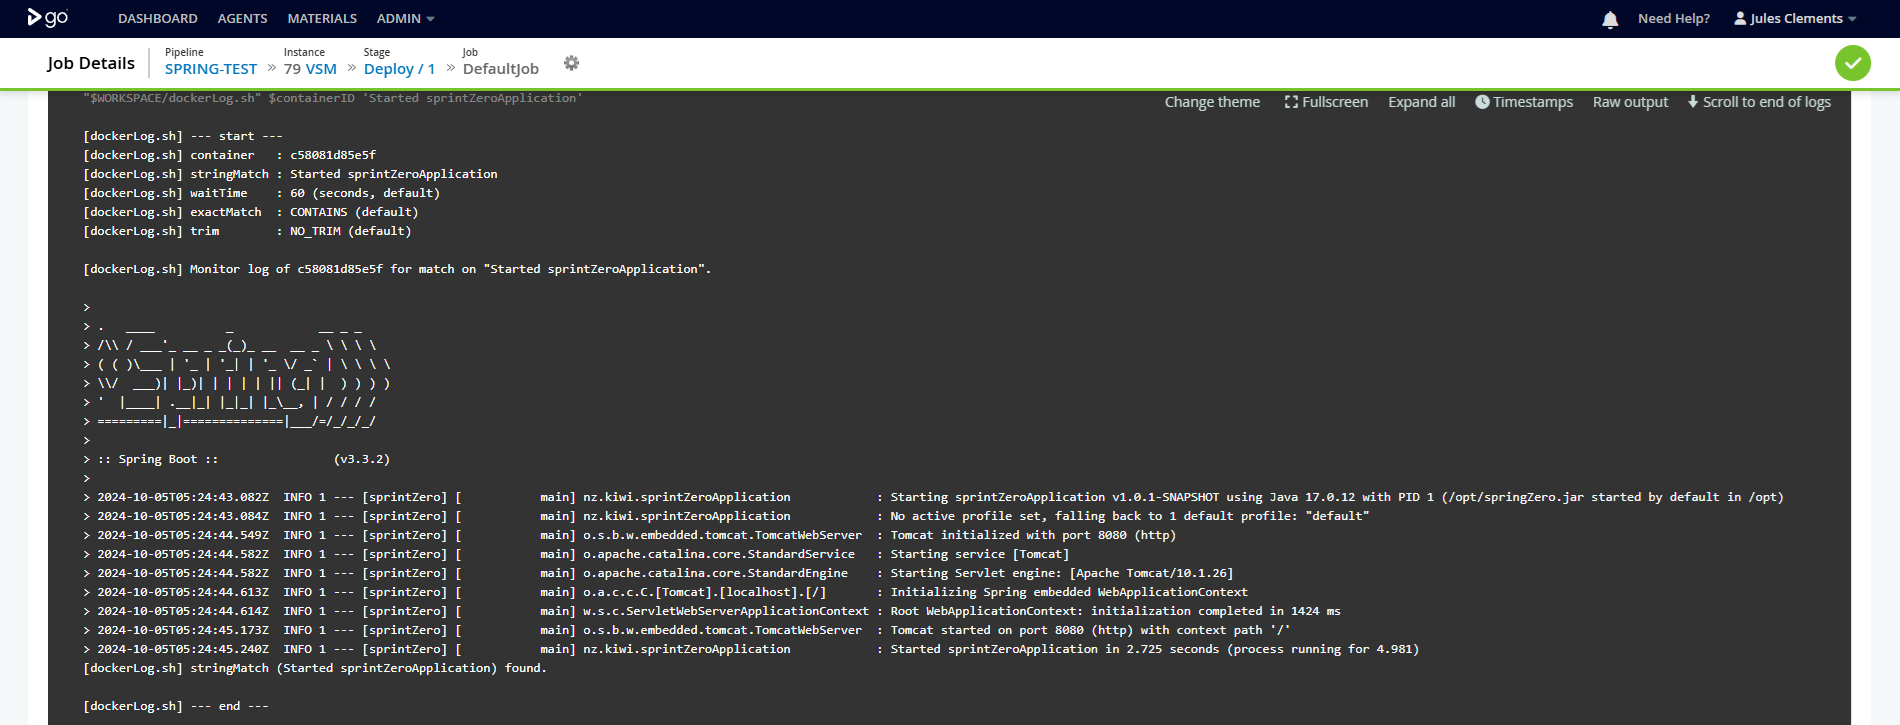 go DASHBOARD AGENTS MATERIALS ADMIN Need Help? Jules Clements
Job Details
Pipeline Instance Stage Job
SPRING-TEST » 79 VSM » Deploy / 1 » DefaultJob
"$WORKSPACE/dockerLog.sh" $containerID 'Started sprintZeroApplication'
Change theme Fullscreen Expand all Timestamps Raw output Scroll to end of logs
[dockerLog.sh] --- start ---
[dockerLog.sh] container   : c58081d85e5f
[dockerLog.sh] stringMatch : Started sprintZeroApplication
[dockerLog.sh] waitTime    : 60 (seconds, default)
[dockerLog.sh] exactMatch  : CONTAINS (default)
[dockerLog.sh] trim        : NO_TRIM (default)
[dockerLog.sh] Monitor log of c58081d85e5f for match on "Started sprintZeroApplication".
>
> .   ____          _            __ _ _
> /\\ / ___'_ __ _ _(_)_ __  __ _ \ \ \ \
> ( ( )\___ | '_ | '_| | '_ \/ _` | \ \ \ \
> \\/  ___)| |_)| | | | | || (_| |  ) ) ) )
> '  |____| .__|_| |_|_| |_\__, | / / / /
> =========|_|==============|___/=/_/_/_/
>
> :: Spring Boot ::                (v3.3.2)
>
> 2024-10-05T05:24:43.082Z  INFO 1 --- [sprintZero] [           main] nz.kiwi.sprintZeroApplication            : Starting sprintZeroApplication v1.0.1-SNAPSHOT using Java 17.0.12 with PID 1 (/opt/springZero.jar started by default in /opt)
> 2024-10-05T05:24:43.084Z  INFO 1 --- [sprintZero] [           main] nz.kiwi.sprintZeroApplication            : No active profile set, falling back to 1 default profile: "default"
> 2024-10-05T05:24:44.549Z  INFO 1 --- [sprintZero] [           main] o.s.b.w.embedded.tomcat.TomcatWebServer  : Tomcat initialized with port 8080 (http)
> 2024-10-05T05:24:44.582Z  INFO 1 --- [sprintZero] [           main] o.apache.catalina.core.StandardService   : Starting service [Tomcat]
> 2024-10-05T05:24:44.582Z  INFO 1 --- [sprintZero] [           main] o.apache.catalina.core.StandardEngine    : Starting Servlet engine: [Apache Tomcat/10.1.26]
> 2024-10-05T05:24:44.613Z  INFO 1 --- [sprintZero] [           main] o.a.c.c.C.[Tomcat].[localhost].[/]       : Initializing Spring embedded WebApplicationContext
> 2024-10-05T05:24:44.614Z  INFO 1 --- [sprintZero] [           main] w.s.c.ServletWebServerApplicationContext : Root WebApplicationContext: initialization completed in 1424 ms
> 2024-10-05T05:24:45.173Z  INFO 1 --- [sprintZero] [           main] o.s.b.w.embedded.tomcat.TomcatWebServer  : Tomcat started on port 8080 (http) with context path '/'
> 2024-10-05T05:24:45.240Z  INFO 1 --- [sprintZero] [           main] nz.kiwi.sprintZeroApplication            : Started sprintZeroApplication in 2.725 seconds (process running for 4.981)
[dockerLog.sh] stringMatch (Started sprintZeroApplication) found.
[dockerLog.sh] --- end ---